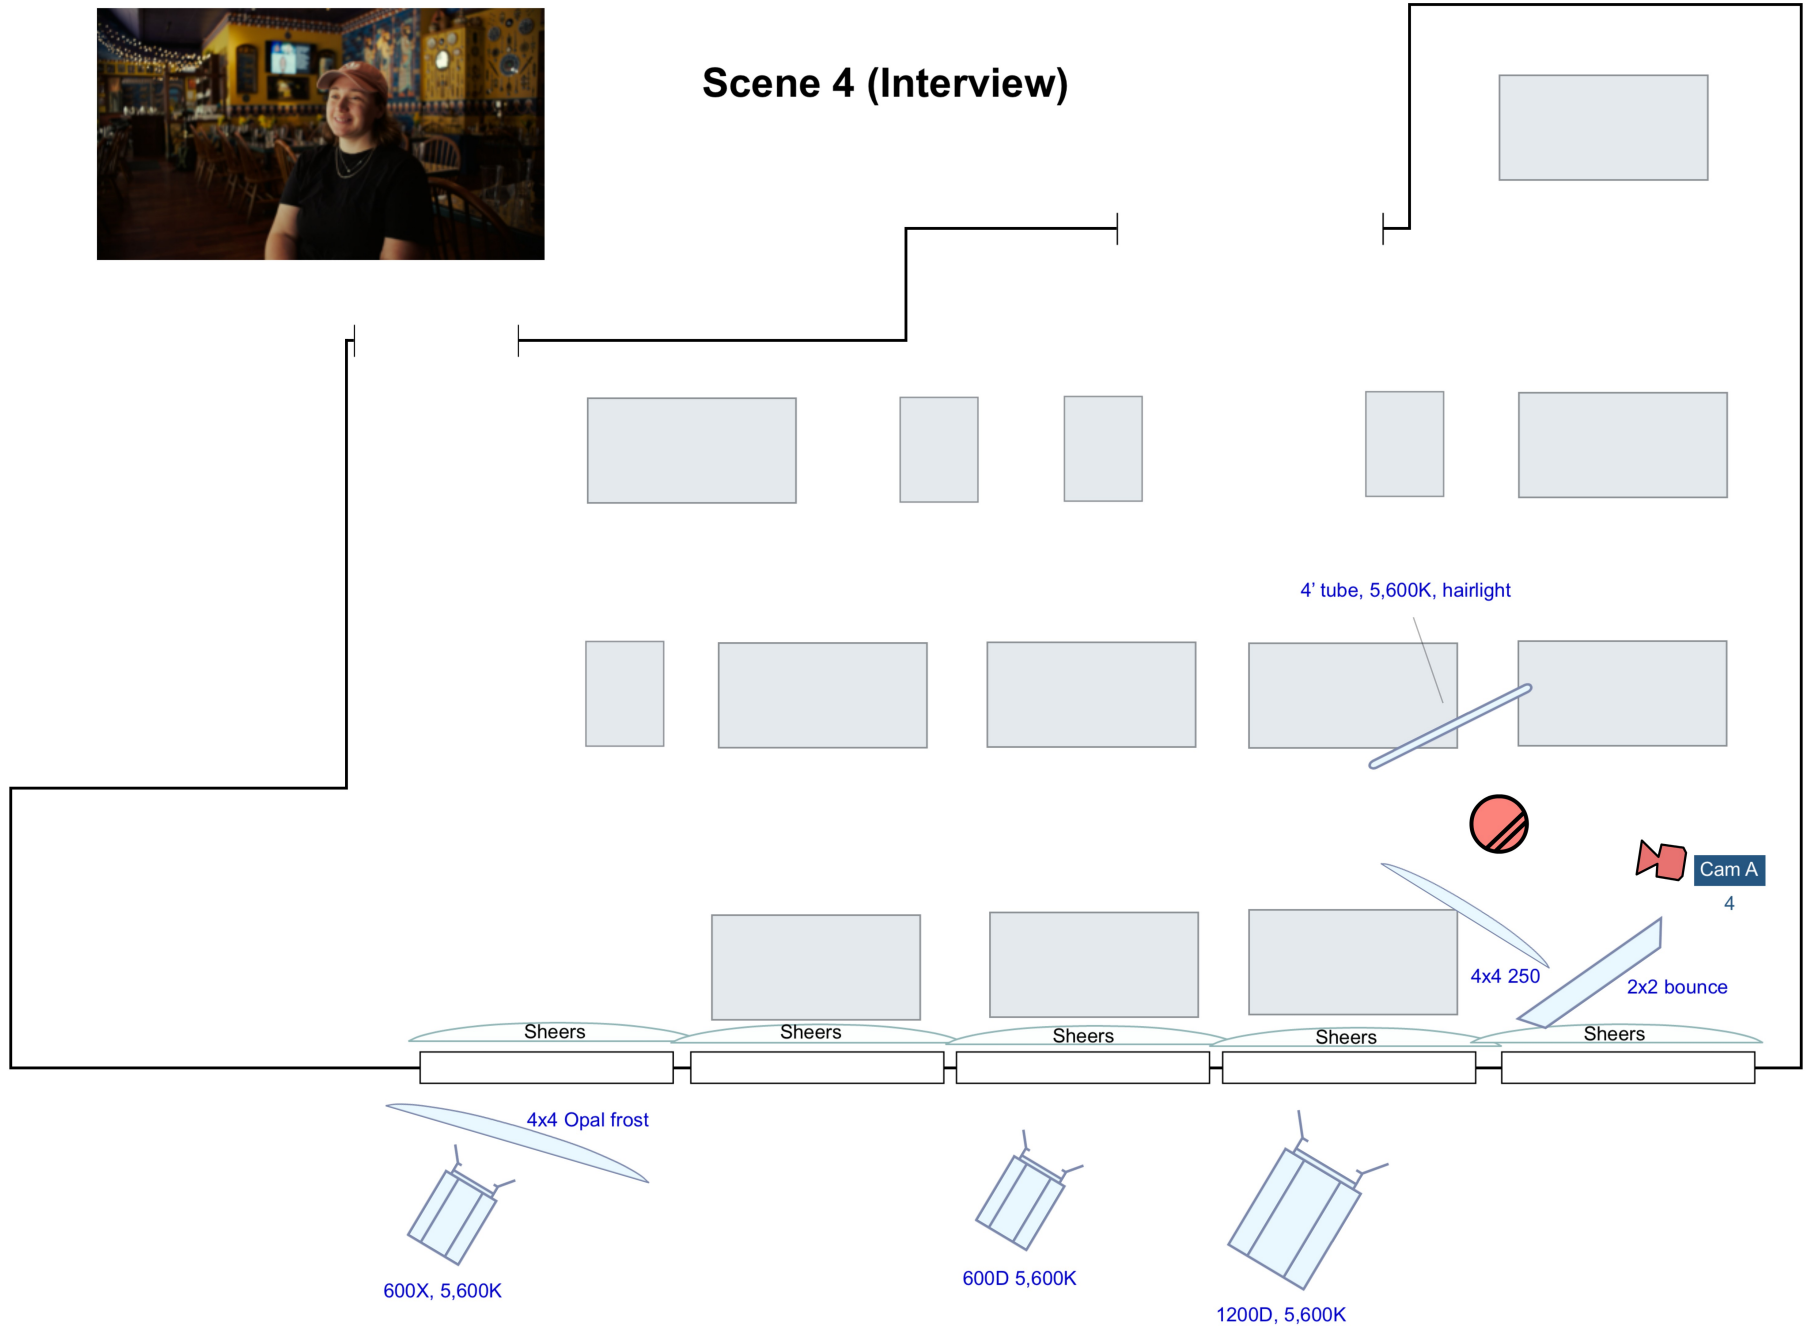 Scene 4 (Interview)
4’ tube, 5,600K, hairlight
Cam A
4
4x4 250
2x2 bounce
Sheers
Sheers
Sheers
Sheers
Sheers
4x4 Opal frost
600X, 5,600K
600D 5,600K
1200D, 5,600K